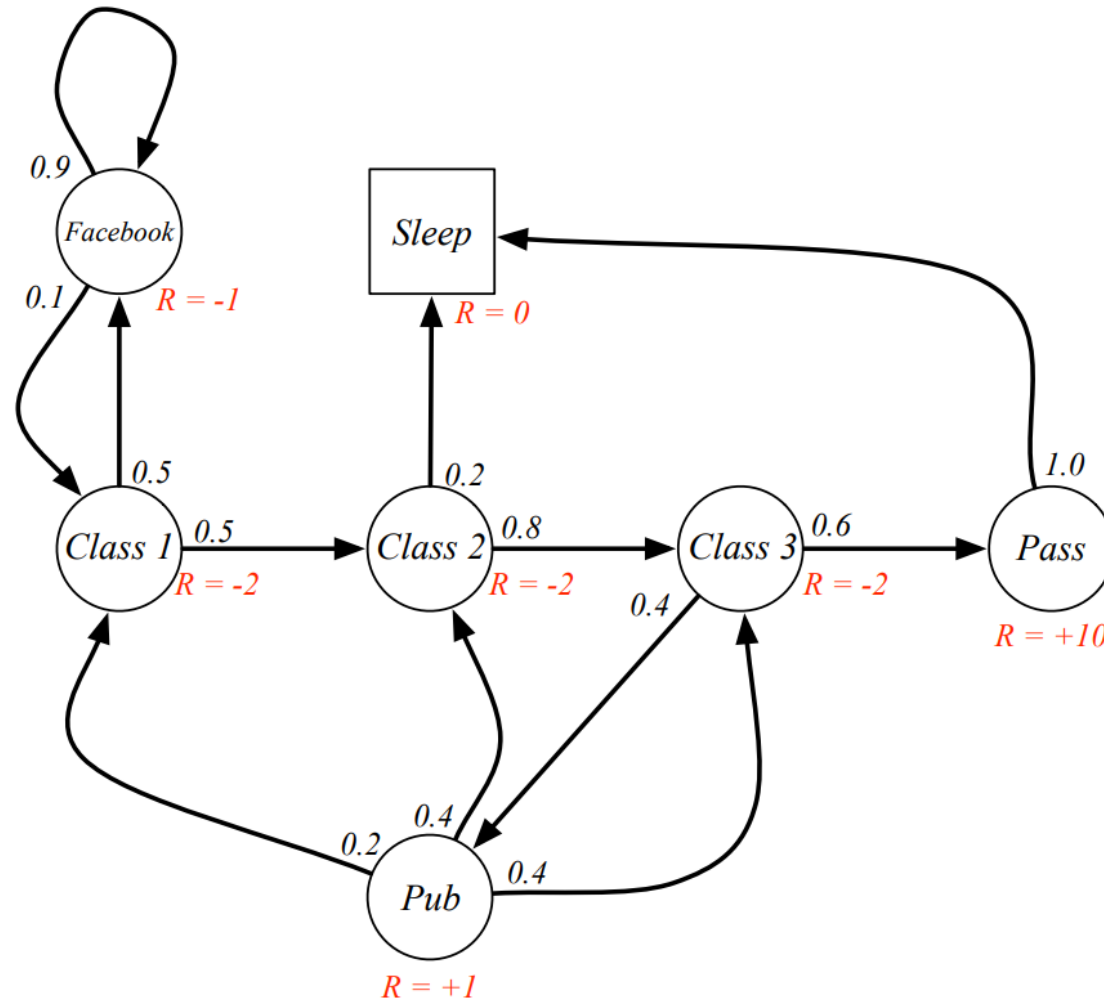 0.9
Facebook
Sleep
0.1
R = -1
R = 0
0.5
0.2
1.0
Class 1
0.5
Class 2
0.8
Class 3
0.6
Pass
R = -2
R = -2
R = -2
0.4
R = +10
0.2
0.4
0.4
Pub
R = +1